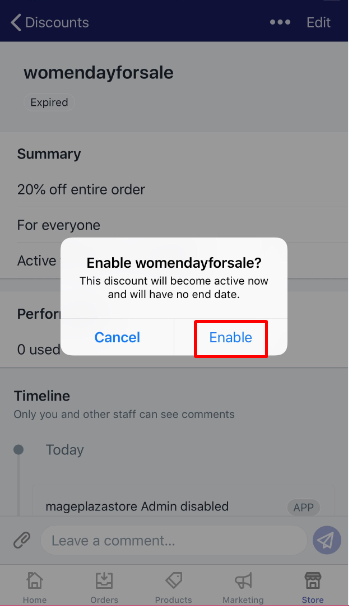 Discounts
Edit
womendayforsale
Expired
Summary
20% off entire order
For everyone
Active
Enable womendayforsale?
This discount will become active now
and will have no end date.
Cancel
Enable
0 used
Timeline
Only you and other staff can see comments
Today
mageplazastore Admin disabled
APP
Leave a comment...
Home
Orders
Products
Marketing
Store